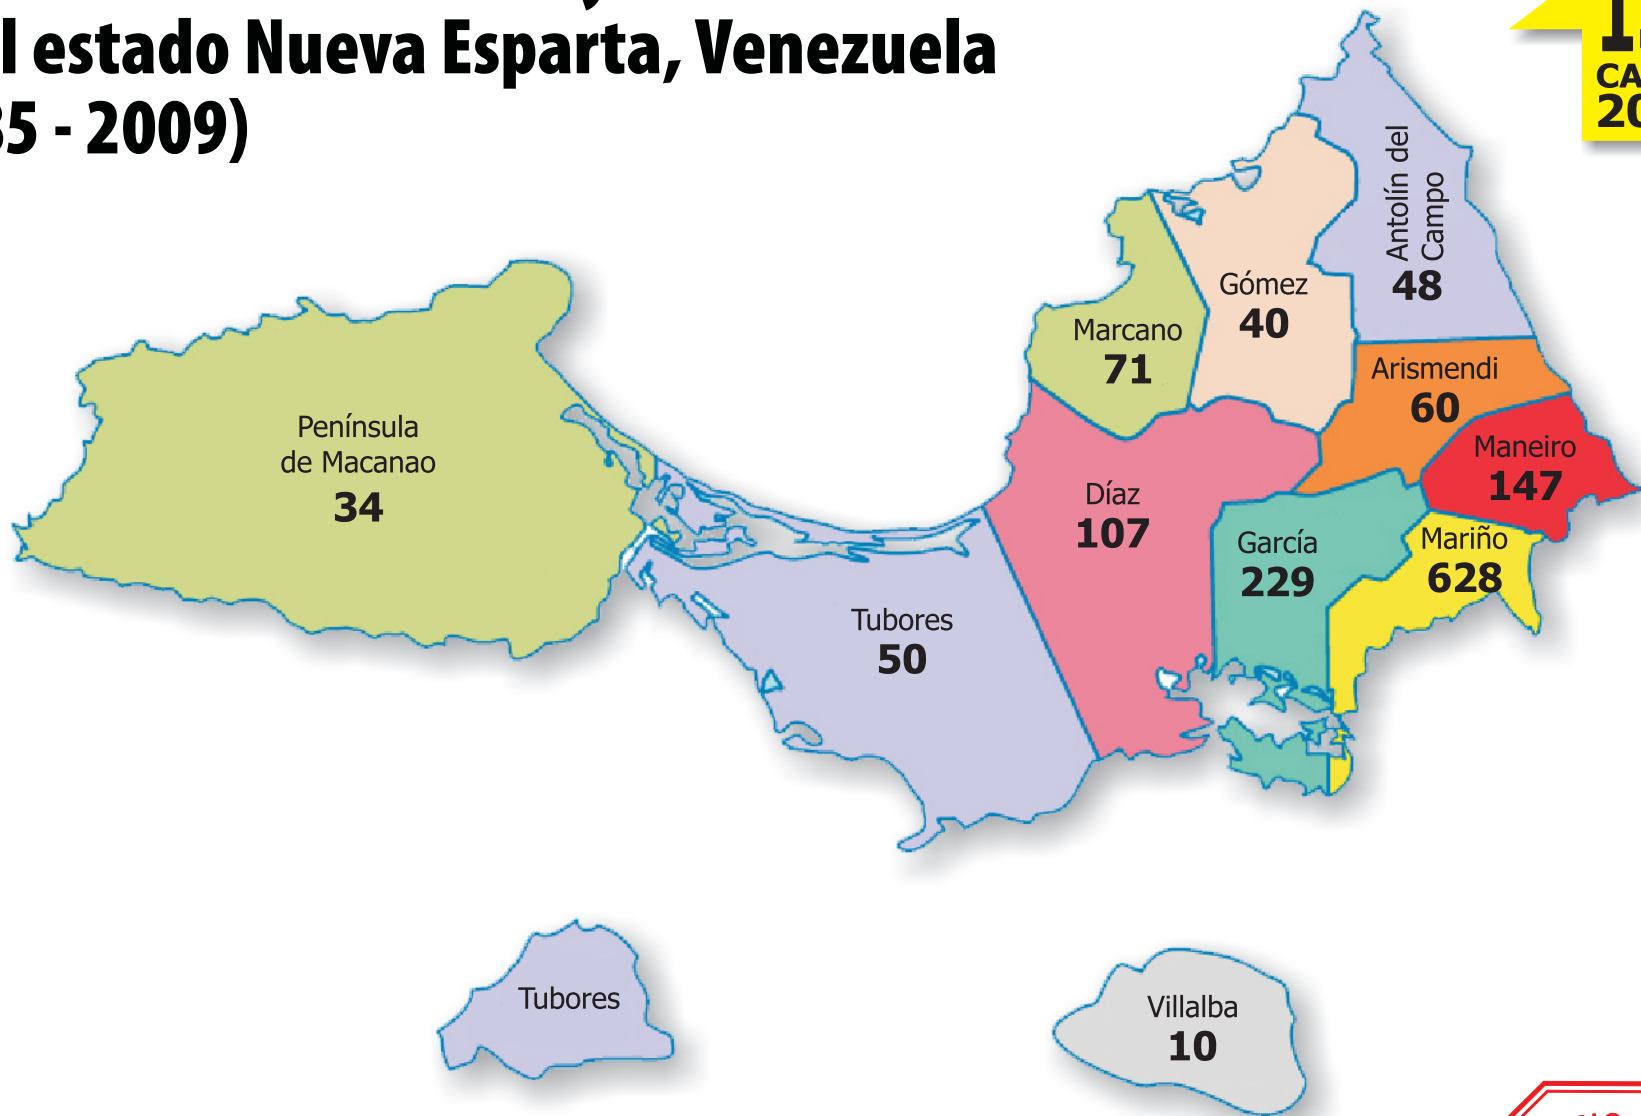 l estado Nueva Esparta, Venezuela
5 - 2009)
CA
20
Antolín del
Campo
48
Gómez
40
Marcano
71
Arismendi
60
Maneiro
147
Península
de Macanao
34
Díaz
107
García
229
Mariño
628
Tubores
50
Tubores
Villalba
10